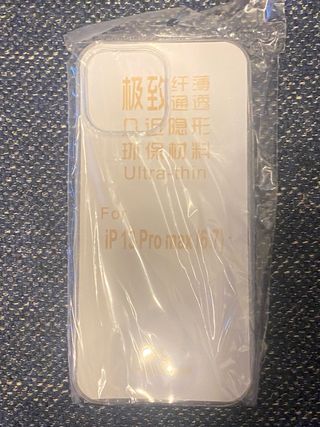 极致纤薄
通透
几近隐形
环保材料
Ultra-thin
For
Pro max (6.7)